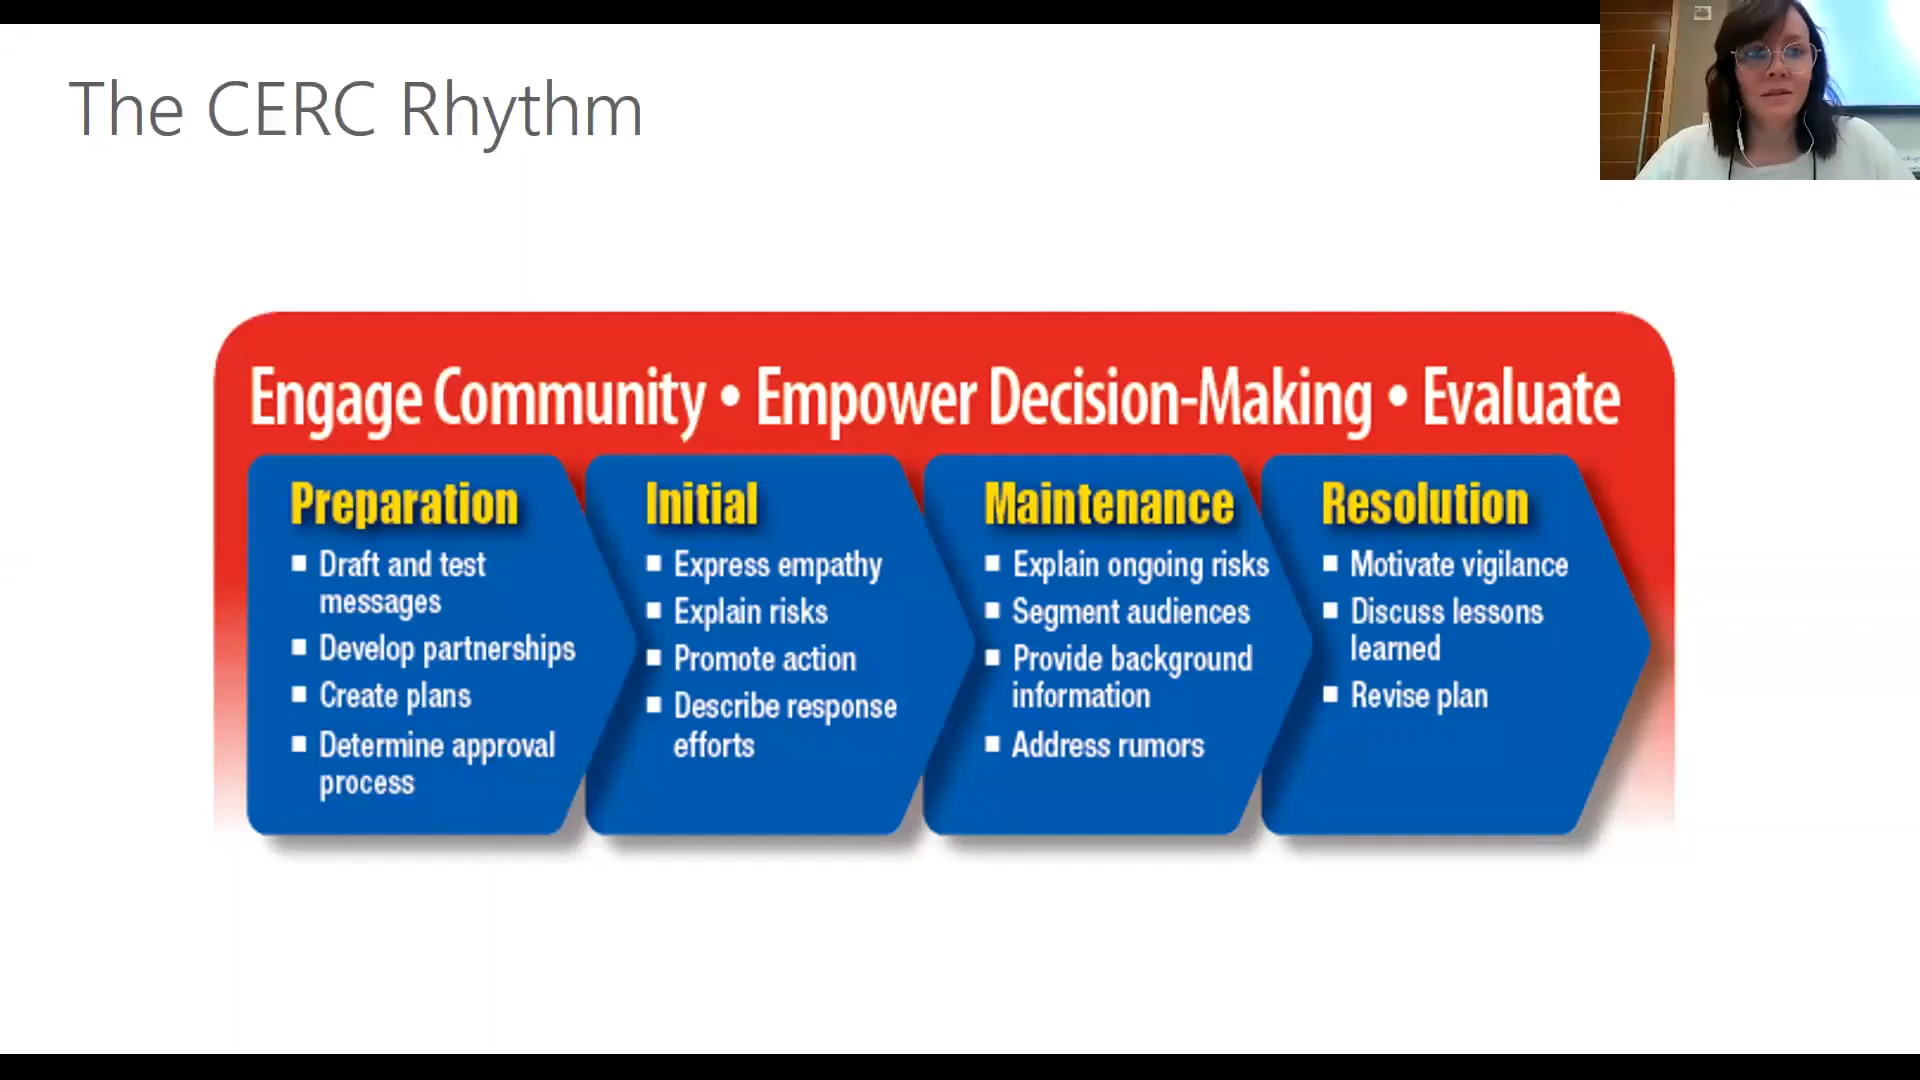 The CERC Rhythm
Engage Community • Empower Decision-Making • Evaluate
Preparation
▪ Draft and test
messages
▪ Develop partnerships
▪ Create plans
▪ Determine approval
process
Initial
▪ Express empathy
▪ Explain risks
▪ Promote action
▪ Describe response
efforts
Maintenance
▪ Explain ongoing risks
▪ Segment audiences
▪ Provide background
information
▪ Address rumors
Resolution
▪ Motivate vigilance
▪ Discuss lessons
learned
▪ Revise plan